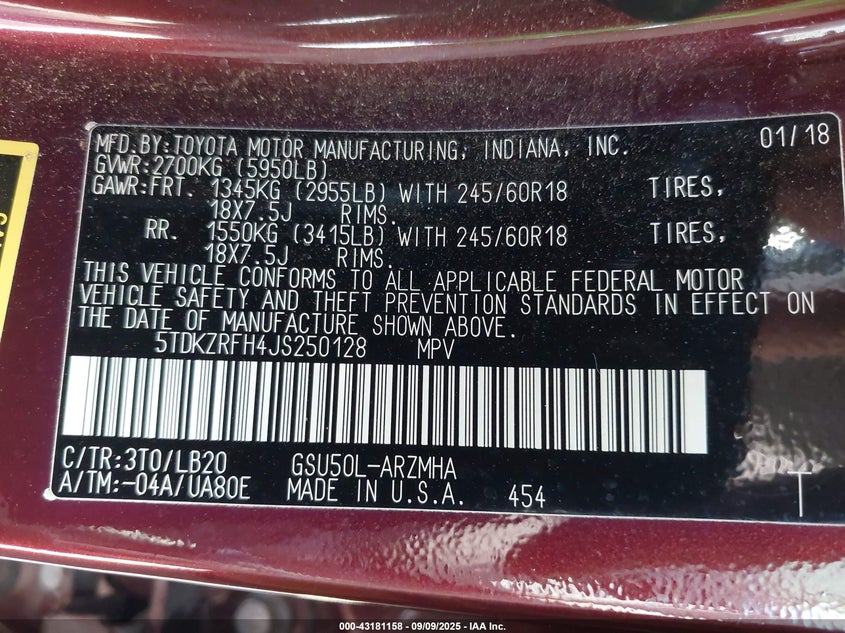 MFD.BY:TOYOTA MOTOR MANUFACTURING, INDIANA, INC. 01/18
GVWR:2700KG (5950LB)
GAWR:FRT. 1345KG (2955LB) WITH 245/60R18 TIRES,
18X7.5J RIMS.
RR. 1550KG (3415LB) WITH 245/60R18 TIRES,
18X7.5J RIMS.
THIS VEHICLE CONFORMS TO ALL APPLICABLE FEDERAL MOTOR
VEHICLE SAFETY AND THEFT PREVENTION STANDARDS IN EFFECT ON
THE DATE OF MANUFACTURE SHOWN ABOVE.
5TDKZRFH4JS250128 MPV
C/TR:3T0/LB20 GSU50L-ARZMHA
A/TM:-04A/UA80E MADE IN U.S.A. 454 T
000-43181158 - 09/09/2025 - IAA Inc.